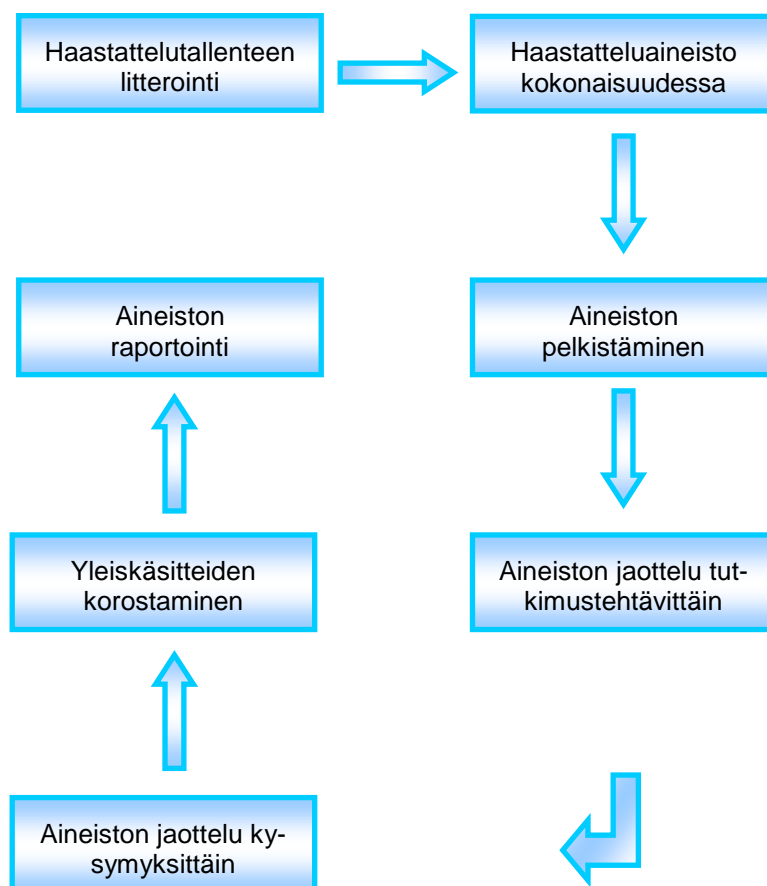 Haastattelutallenteen
litterointi
Haastatteluaineisto
kokonaisuudessa
Aineiston
raportointi
Aineiston
pelkistäminen
Yleiskäsitteiden
korostaminen
Aineiston jaottelu tut-
kimustehtävittäin
Aineiston jaottelu ky-
symyksittäin